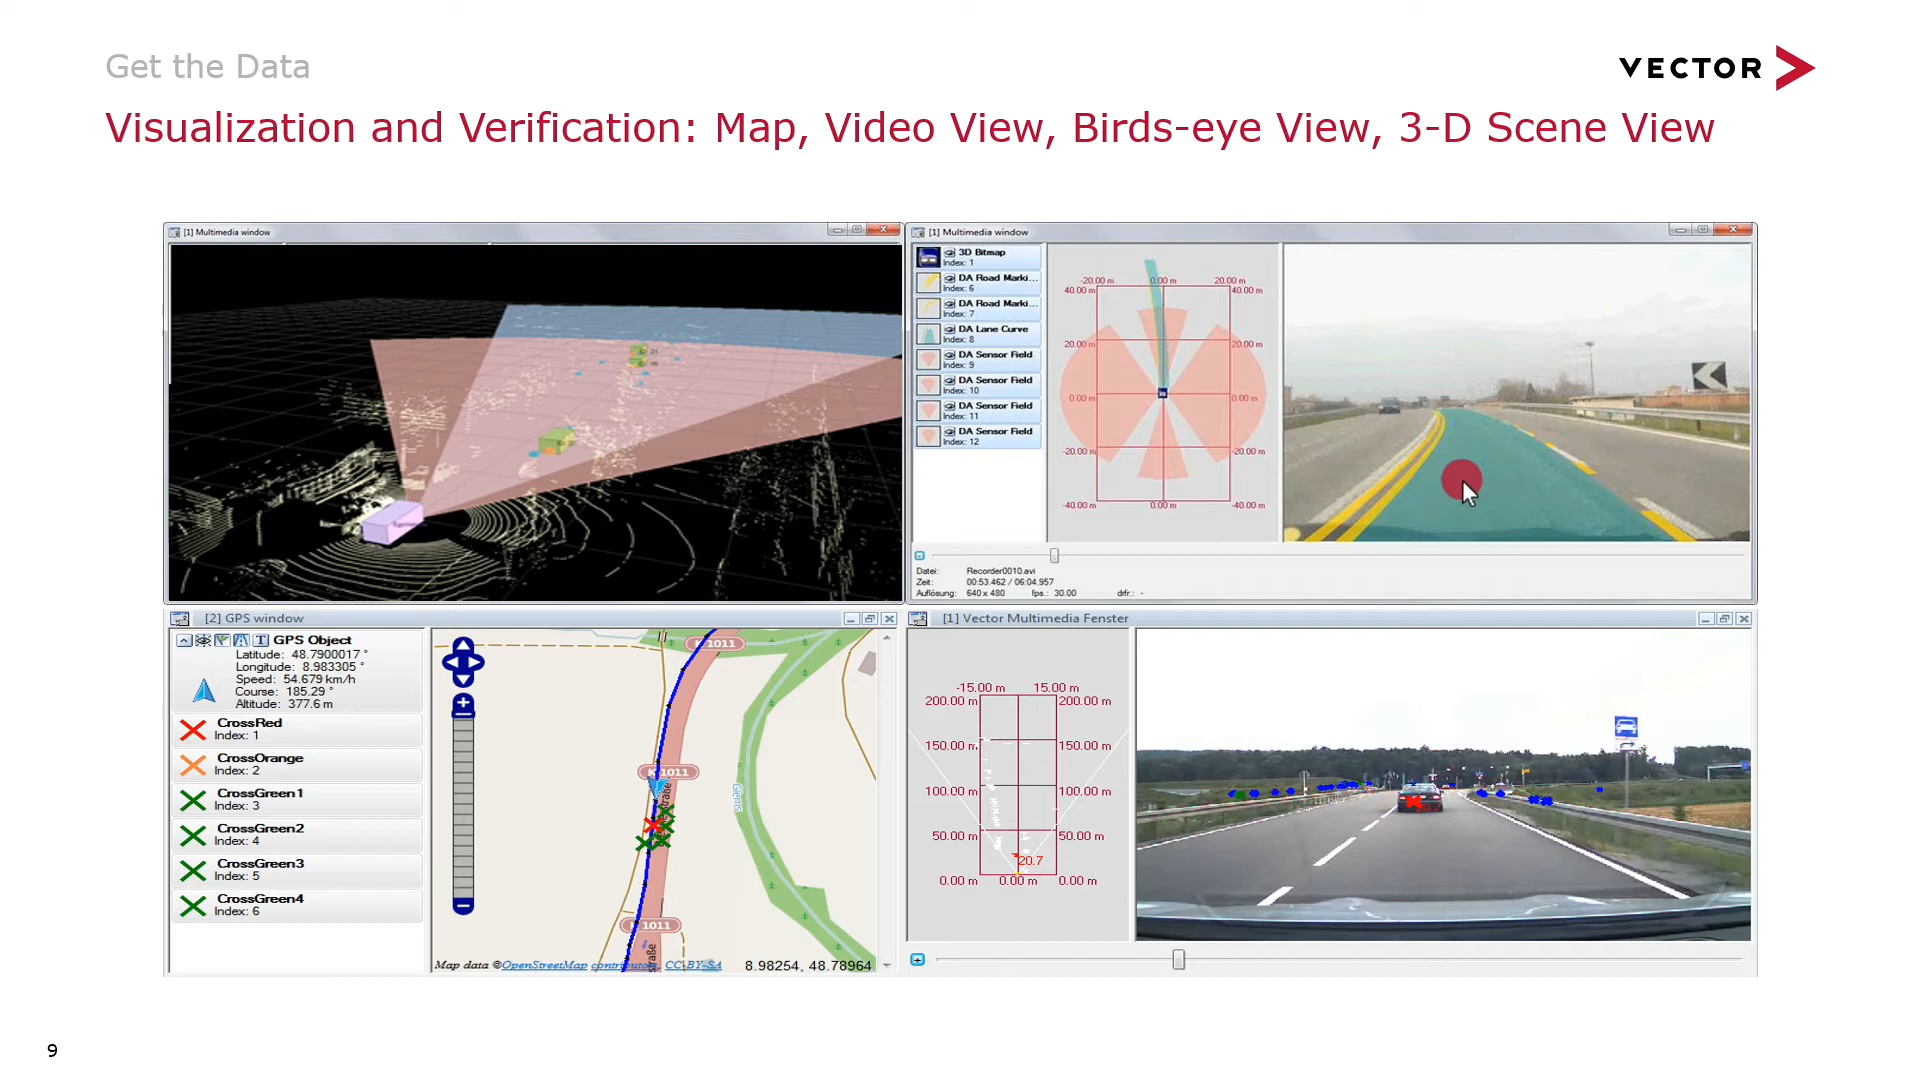 Get the Data
VECTOR
Visualization and Verification: Map, Video View, Birds-eye View, 3-D Scene View
[1] Multimedia window
[1] Multimedia window
3D Bitmap
Index: 1
DA Road Marki...
Index: 6
DA Road Marki...
Index: 7
DA Lane Curve
Index: 8
DA Sensor Field
Index: 9
DA Sensor Field
Index: 10
DA Sensor Field
Index: 11
DA Sensor Field
Index: 12
-20.00 m 0.00 m 20.00 m
40.00 m 40.00 m
20.00 m 20.00 m
0.00 m 0.00 m
-20.00 m -20.00 m
-40.00 m 0.00 m -40.00 m
Datei: Recorder0010.avi
Zeit: 00:53.462 / 06:04.957
Auflösung: 640 x 480 fps.: 30.00 drfr.: -
[2] GPS window
T GPS Object
Latitude: 48.7900017 °
Longitude: 8.983305 °
Speed: 54.679 km/h
Course: 185.29 °
Altitude: 377.6 m
CrossRed
Index: 1
CrossOrange
Index: 2
CrossGreen1
Index: 3
CrossGreen2
Index: 4
CrossGreen3
Index: 5
CrossGreen4
Index: 6
K 1011
K 1011
1011
straße
straße
Glems
Map data ©OpenStreetMap contributors, CC-BY-SA
8.98254, 48.78964
[1] Vector Multimedia Fenster
-15.00 m 15.00 m
200.00 m 200.00 m
150.00 m 150.00 m
100.00 m 100.00 m
50.00 m 50.00 m
20.7
0.00 m 0.00 m 0.00 m
9